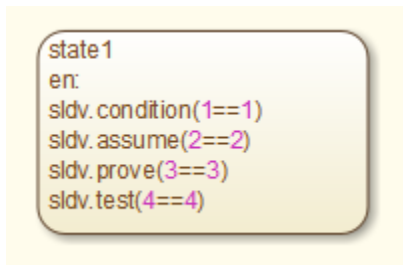 state1
en:
sldv.condition(1==1)
sldv.assume(2==2)
sldv.prove(3==3)
sldv.test(4==4)